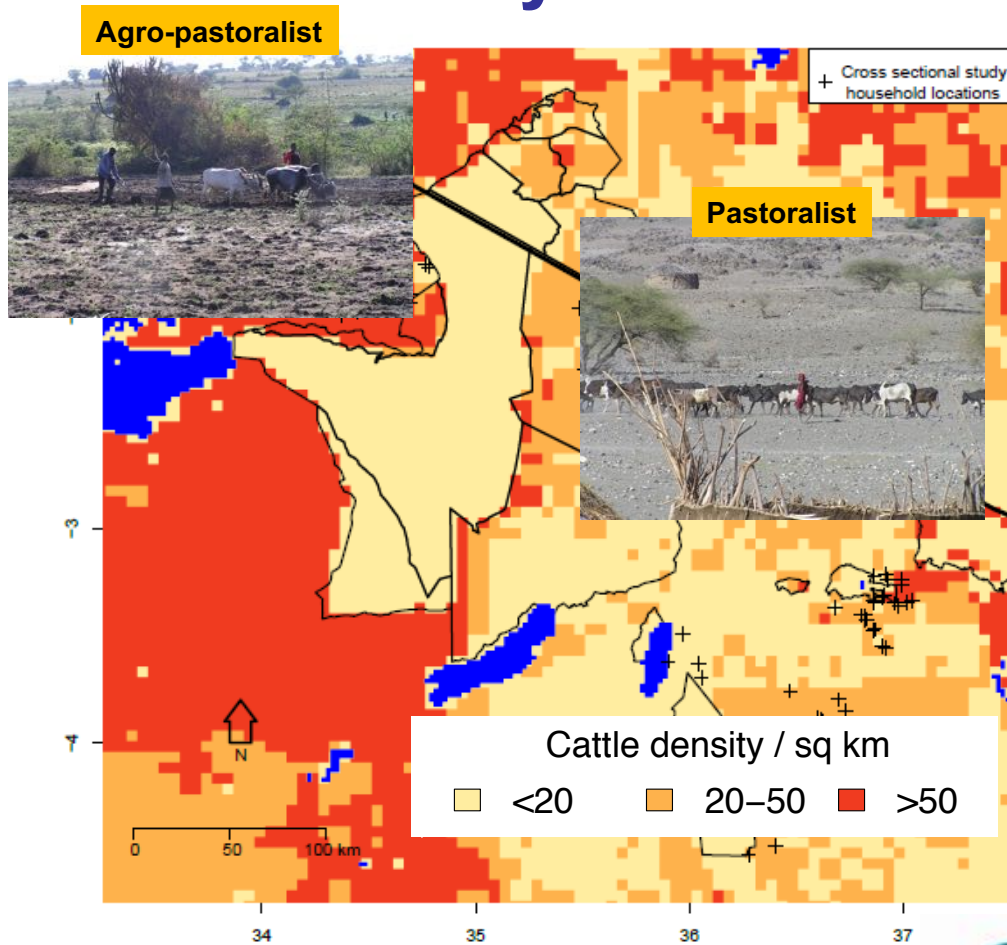 y
Agro-pastoralist
+ Cross sectional study
household locations
Pastoralist
-3
-4
N
0 50 100 km
Cattle density / sq km
<20 20–50 >50
34 35 36 37